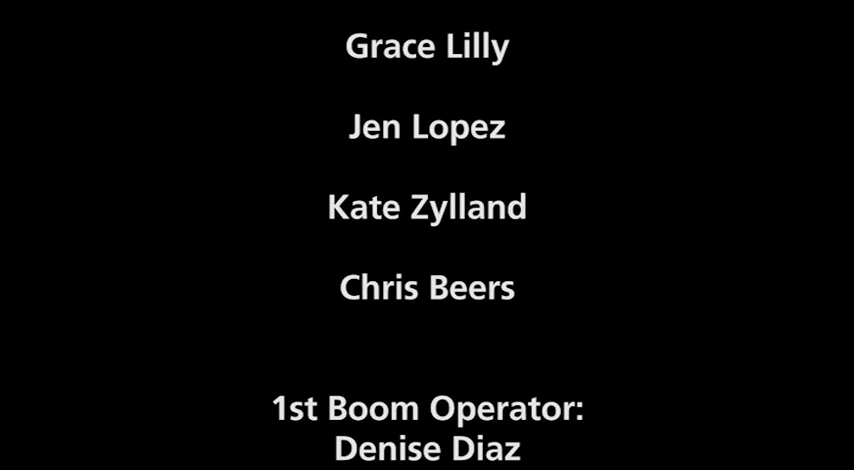 Grace Lilly
Jen Lopez
Kate Zylland
Chris Beers
1st Boom Operator:
Denise Diaz